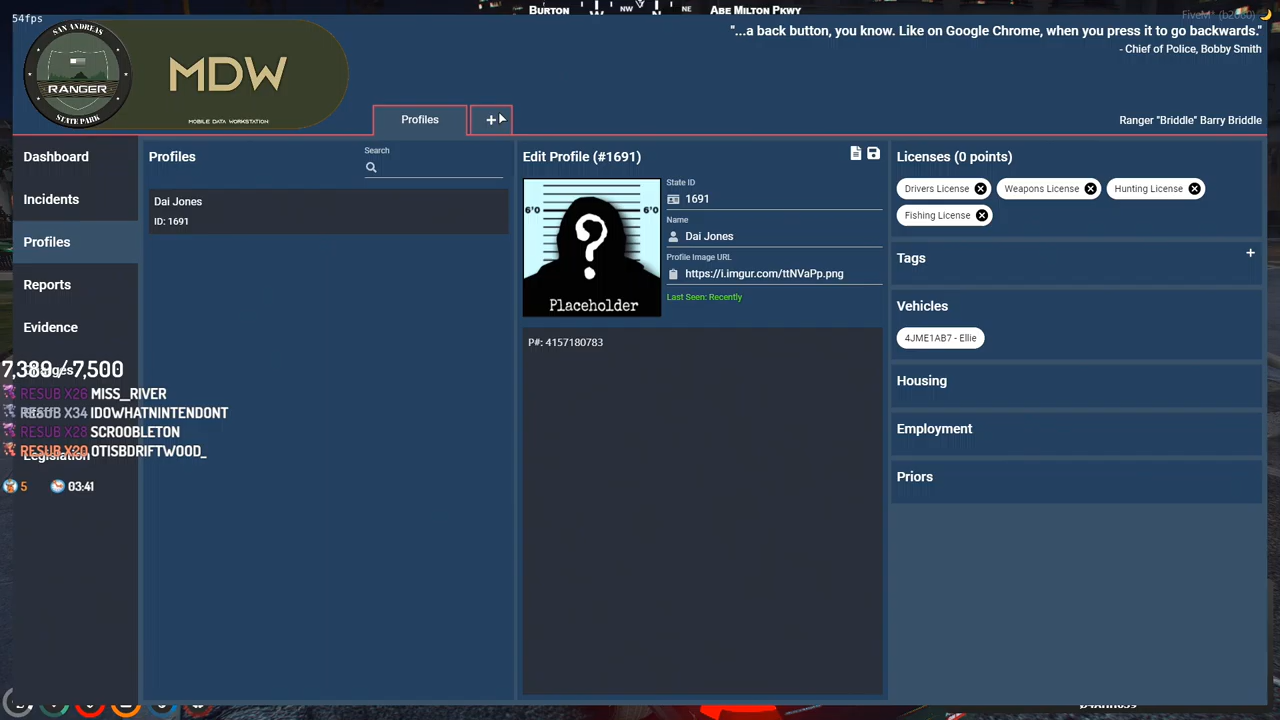 54fps
BURTON W NW NE ABE MILTON PKWY
FiveM (b2060)
SAN ANDREAS
RANGER
STATE PARK
MDW
MOBILE DATA WORKSTATION
"...a back button, you know. Like on Google Chrome, when you press it to go backwards."
- Chief of Police, Bobby Smith
Profiles
+
Ranger "Briddle" Barry Briddle
Dashboard
Incidents
Profiles
Reports
Evidence
Legislation
7,389 / 7,500
RESUB X26 MISS_RIVER
RESUB X34 IDOWHATNINTENDONT
RESUB X28 SCROOBLETON
RESUB X20 OTISBDRIFTWOOD_
5 03:41
Profiles
Search
Dai Jones
ID: 1691
Edit Profile (#1691)
6'0 6'0
?
Placeholder
State ID
1691
Name
Dai Jones
Profile Image URL
https://i.imgur.com/ttNVaPp.png
Last Seen: Recently
P#: 4157180783
Licenses (0 points)
Drivers License
Weapons License
Hunting License
Fishing License
Tags
+
Vehicles
4JME1AB7 - Ellie
Housing
Employment
Priors